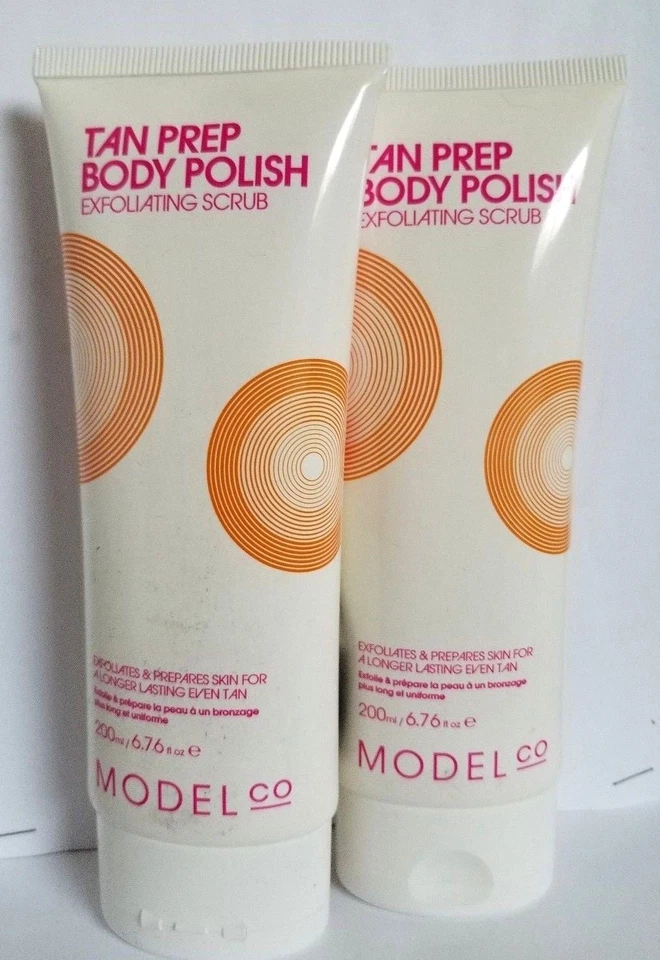 TAN PREP
BODY POLISH
EXFOLIATING SCRUB
EXFOLIATES & PREPARES SKIN FOR
A LONGER LASTING EVEN TAN
Exfolie & prépare la peau à un bronzage
plus long et uniforme
200ml / 6.76 fl oz e
MODEL CO
TAN PREP
BODY POLISH
EXFOLIATING SCRUB
EXFOLIATES & PREPARES SKIN FOR
A LONGER LASTING EVEN TAN
Exfolie & prépare la peau à un bronzage
plus long et uniforme
200ml / 6.76 fl oz e
MODEL CO